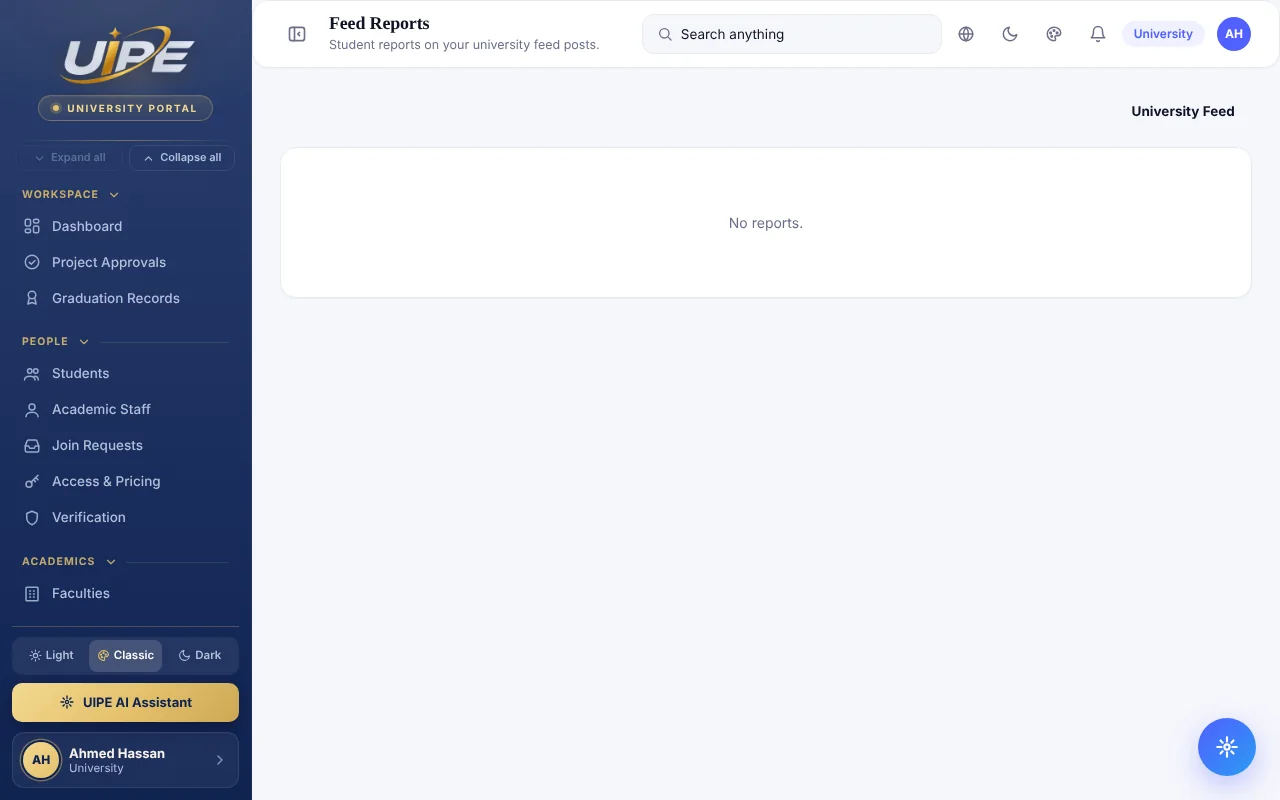 UIPE
UNIVERSITY PORTAL
Expand all
Collapse all
WORKSPACE
Dashboard
Project Approvals
Graduation Records
PEOPLE
Students
Academic Staff
Join Requests
Access & Pricing
Verification
ACADEMICS
Faculties
Light
Classic
Dark
UIPE AI Assistant
AH
Ahmed Hassan
University
Feed Reports
Student reports on your university feed posts.
Search anything
University
AH
University Feed
No reports.